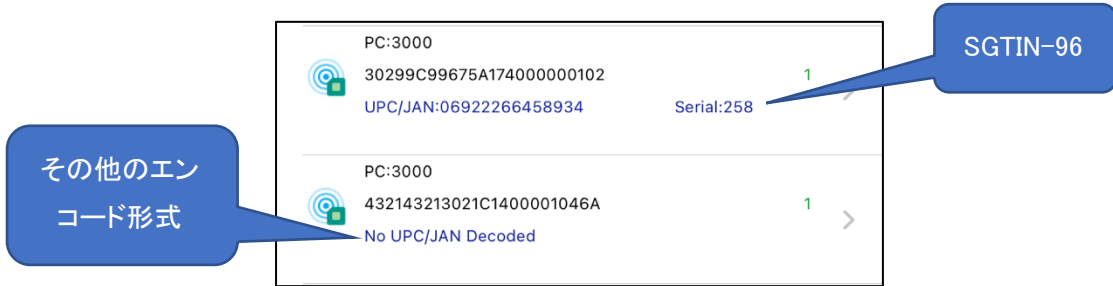 PC:3000
30299C99675A174000000102
1
UPC/JAN:06922266458934
Serial:258
SGTIN-96
その他のエン
コード形式
PC:3000
432143213021C1400001046A
1
No UPC/JAN Decoded